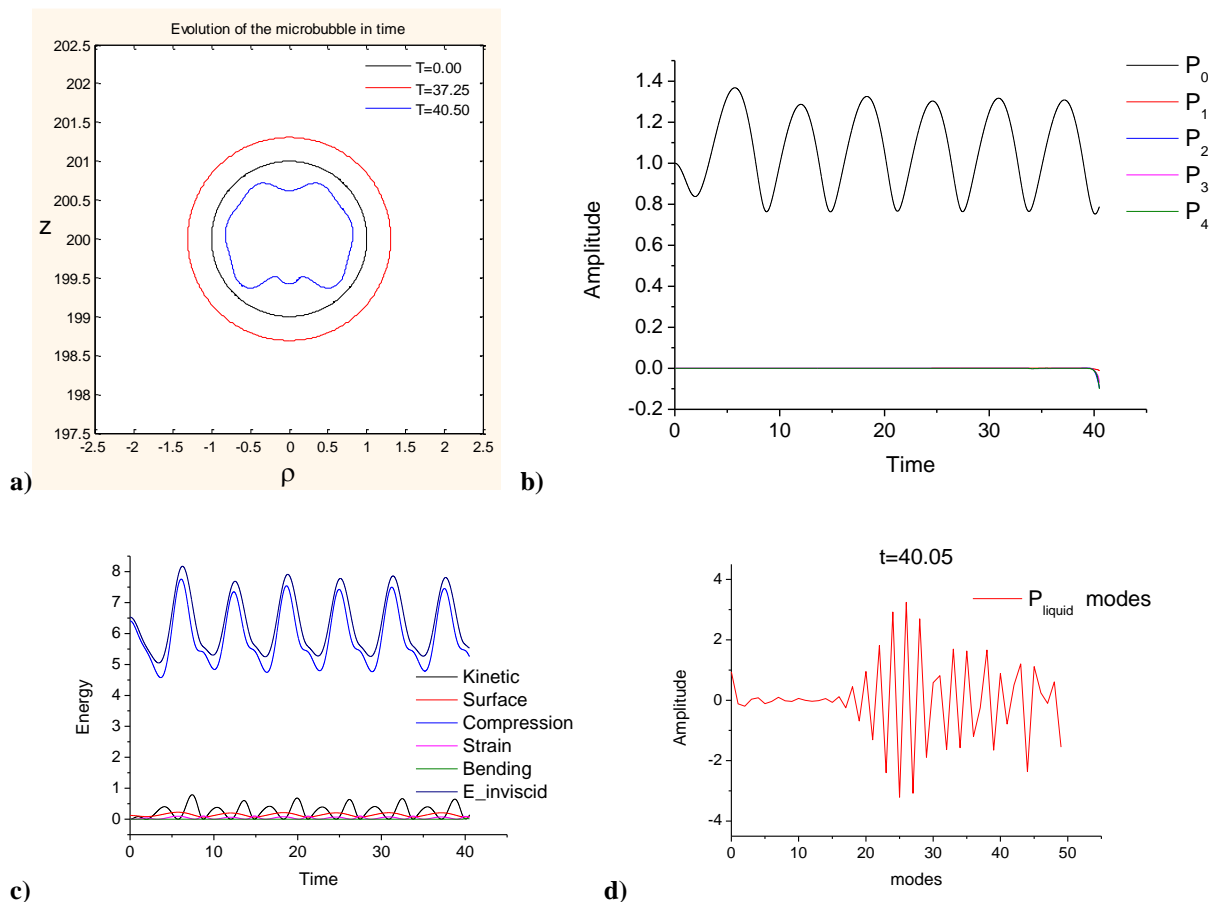 Evolution of the microbubble in time
202.5
202
201.5
201
200.5
200
199.5
199
198.5
198
197.5
-2.5 -2 -1.5 -1 -0.5 0 0.5 1 1.5 2 2.5
z
ρ
T=0.00
T=37.25
T=40.50
a)
1.4
1.2
1.0
0.8
0.6
0.4
0.2
0.0
-0.2
0 10 20 30 40
Amplitude
Time
P0
P1
P2
P3
P4
b)
8
7
6
5
4
3
2
1
0
0 10 20 30 40
Energy
Time
Kinetic
Surface
Compression
Strain
Bending
E_inviscid
c)
t=40.05
4
2
0
-2
-4
0 10 20 30 40 50
Amplitude
modes
Pliquid modes
d)